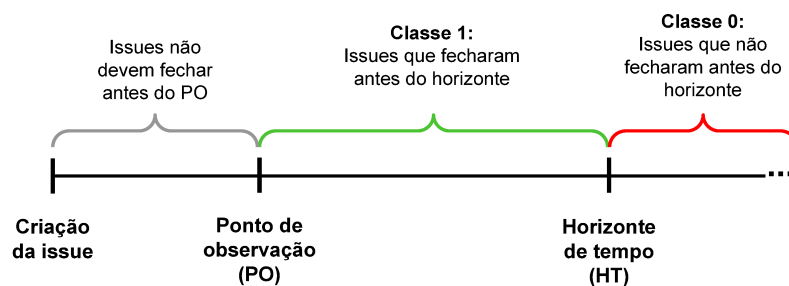 Issues não
devem fechar
antes do PO
Classe 1:
Issues que fecharam
antes do horizonte
Classe 0:
Issues que não
fecharam antes do
horizonte
Criação
da issue
Ponto de
observação
(PO)
Horizonte
de tempo
(HT)